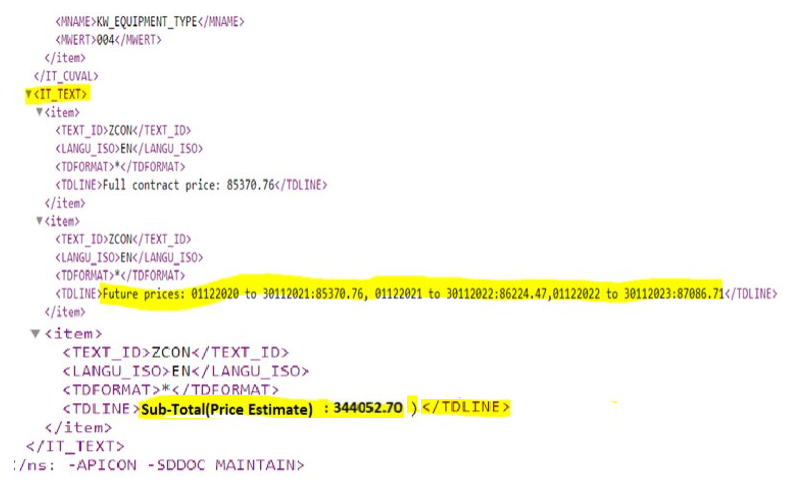 <MNAME>KW_EQUIPMENT_TYPE</MNAME>
<MWERT>004</MWERT>
</item>
</IT_CUVAL>
▼<IT_TEXT>
▼<item>
<TEXT_ID>ZCON</TEXT_ID>
<LANGU_ISO>EN</LANGU_ISO>
<TDFORMAT>*</TDFORMAT>
<TDLINE>Full contract price: 85370.76</TDLINE>
</item>
▼<item>
<TEXT_ID>ZCON</TEXT_ID>
<LANGU_ISO>EN</LANGU_ISO>
<TDFORMAT>*</TDFORMAT>
<TDLINE>Future prices: 01122020 to 30112021:85370.76, 01122021 to 30112022:86224.47,01122022 to 30112023:87086.71</TDLINE>
</item>
▼<item>
<TEXT_ID>ZCON</TEXT_ID>
<LANGU_ISO>EN</LANGU_ISO>
<TDFORMAT>*</TDFORMAT>
<TDLINE>Sub-Total(Price Estimate) : 344052.70 )</TDLINE>
</item>
</IT_TEXT>
:/ns: -APICON -SDDOC MAINTAIN>